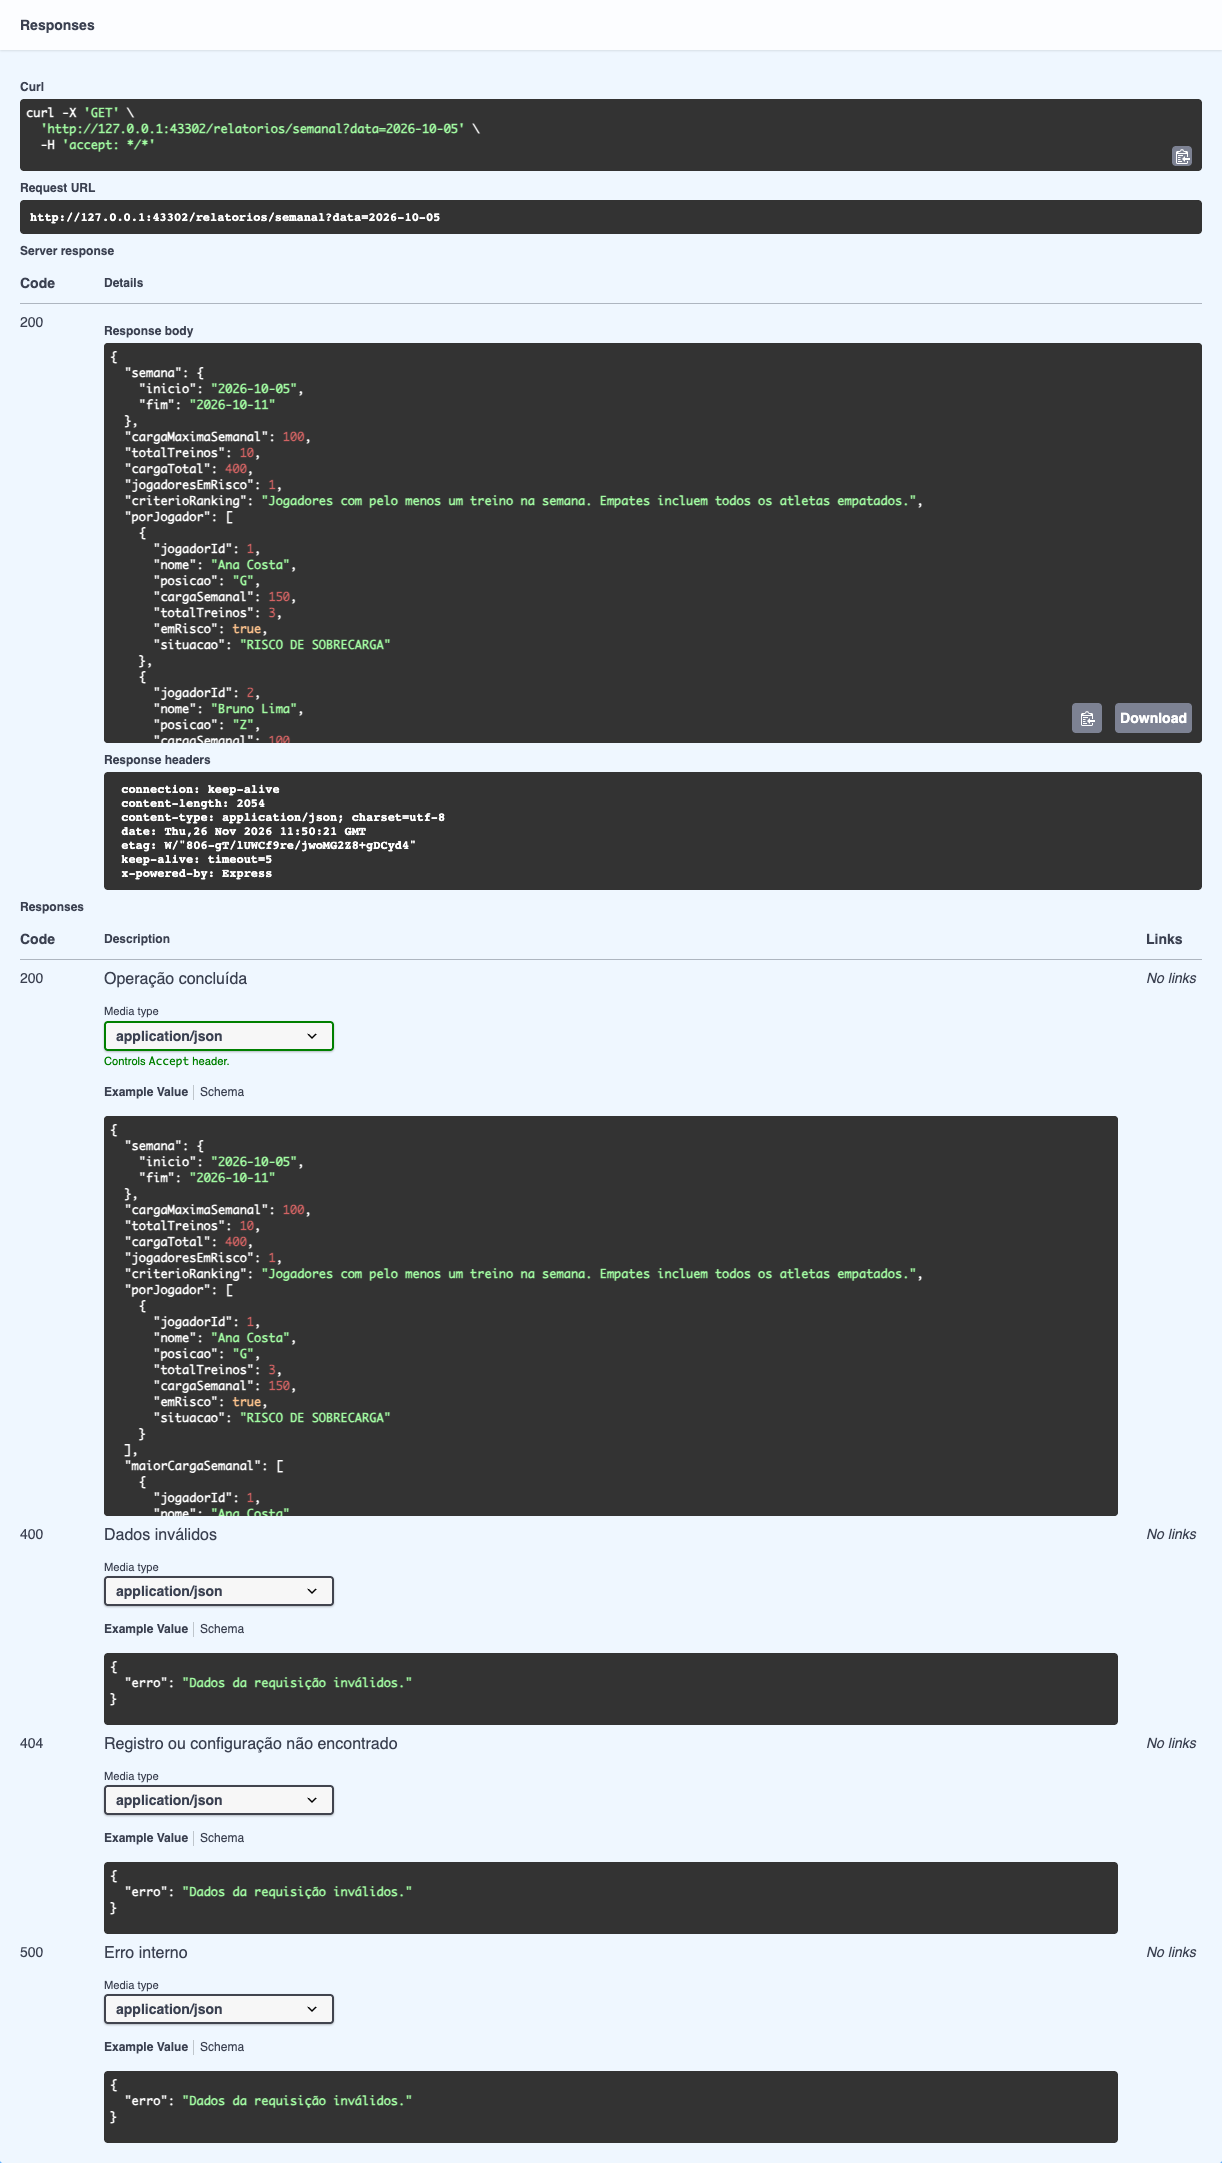 Responses
Curl
curl -X 'GET' \
  'http://127.0.0.1:43302/relatorios/semanal?data=2026-10-05' \
  -H 'accept: */*'
Request URL
http://127.0.0.1:43302/relatorios/semanal?data=2026-10-05
Server response
Code Details
200
Response body
{
  "semana": {
    "inicio": "2026-10-05",
    "fim": "2026-10-11"
  },
  "cargaMaximaSemanal": 100,
  "totalTreinos": 10,
  "cargaTotal": 400,
  "jogadoresEmRisco": 1,
  "criterioRanking": "Jogadores com pelo menos um treino na semana. Empates incluem todos os atletas empatados.",
  "porJogador": [
    {
      "jogadorId": 1,
      "nome": "Ana Costa",
      "posicao": "G",
      "cargaSemanal": 150,
      "totalTreinos": 3,
      "emRisco": true,
      "situacao": "RISCO DE SOBRECARGA"
    },
    {
      "jogadorId": 2,
      "nome": "Bruno Lima",
      "posicao": "Z",
      "cargaSemanal": 100
Download
Response headers
connection: keep-alive
content-length: 2054
content-type: application/json; charset=utf-8
date: Thu,26 Nov 2026 11:50:21 GMT
etag: W/"806-gT/lUWCf9re/jwoMG2Z8+gDCyd4"
keep-alive: timeout=5
x-powered-by: Express
Responses
Code Description Links
200 Operação concluída No links
Media type
application/json
Controls Accept header.
Example Value Schema
{
  "semana": {
    "inicio": "2026-10-05",
    "fim": "2026-10-11"
  },
  "cargaMaximaSemanal": 100,
  "totalTreinos": 10,
  "cargaTotal": 400,
  "jogadoresEmRisco": 1,
  "criterioRanking": "Jogadores com pelo menos um treino na semana. Empates incluem todos os atletas empatados.",
  "porJogador": [
    {
      "jogadorId": 1,
      "nome": "Ana Costa",
      "posicao": "G",
      "totalTreinos": 3,
      "cargaSemanal": 150,
      "emRisco": true,
      "situacao": "RISCO DE SOBRECARGA"
    }
  ],
  "maiorCargaSemanal": [
    {
      "jogadorId": 1,
      "nome": "Ana Costa"
400 Dados inválidos No links
Media type
application/json
Example Value Schema
{
  "erro": "Dados da requisição inválidos."
}
404 Registro ou configuração não encontrado No links
Media type
application/json
Example Value Schema
{
  "erro": "Dados da requisição inválidos."
}
500 Erro interno No links
Media type
application/json
Example Value Schema
{
  "erro": "Dados da requisição inválidos."
}